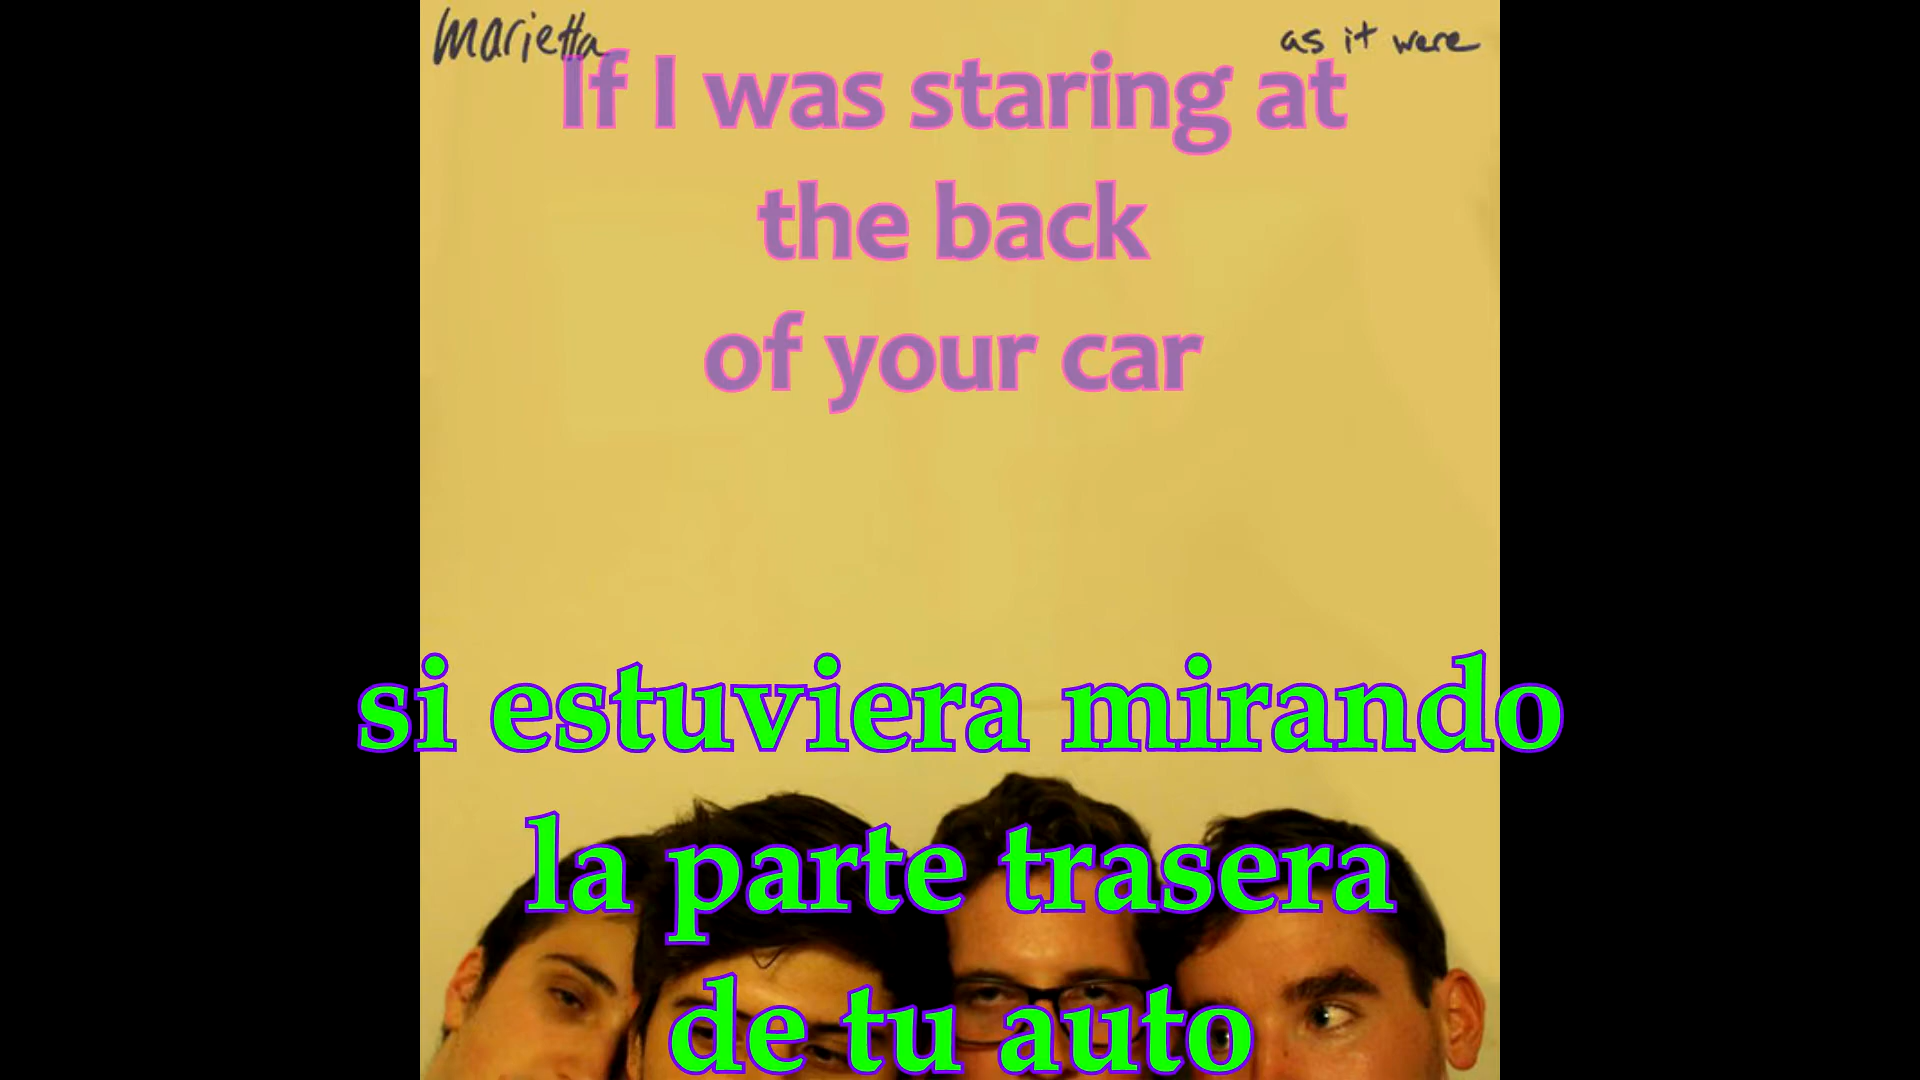 marietta
as it were
If I was staring at
the back
of your car
si estuviera mirando
la parte trasera
de tu auto